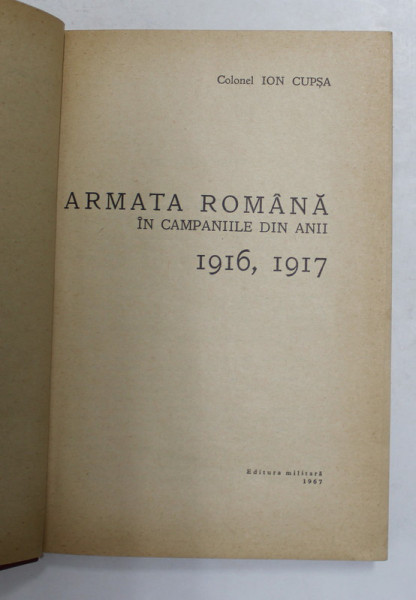 Colonel ION CUPȘA
ARMATA ROMÂNĂ
ÎN CAMPANIILE DIN ANII
1916, 1917
Editura militară
1967